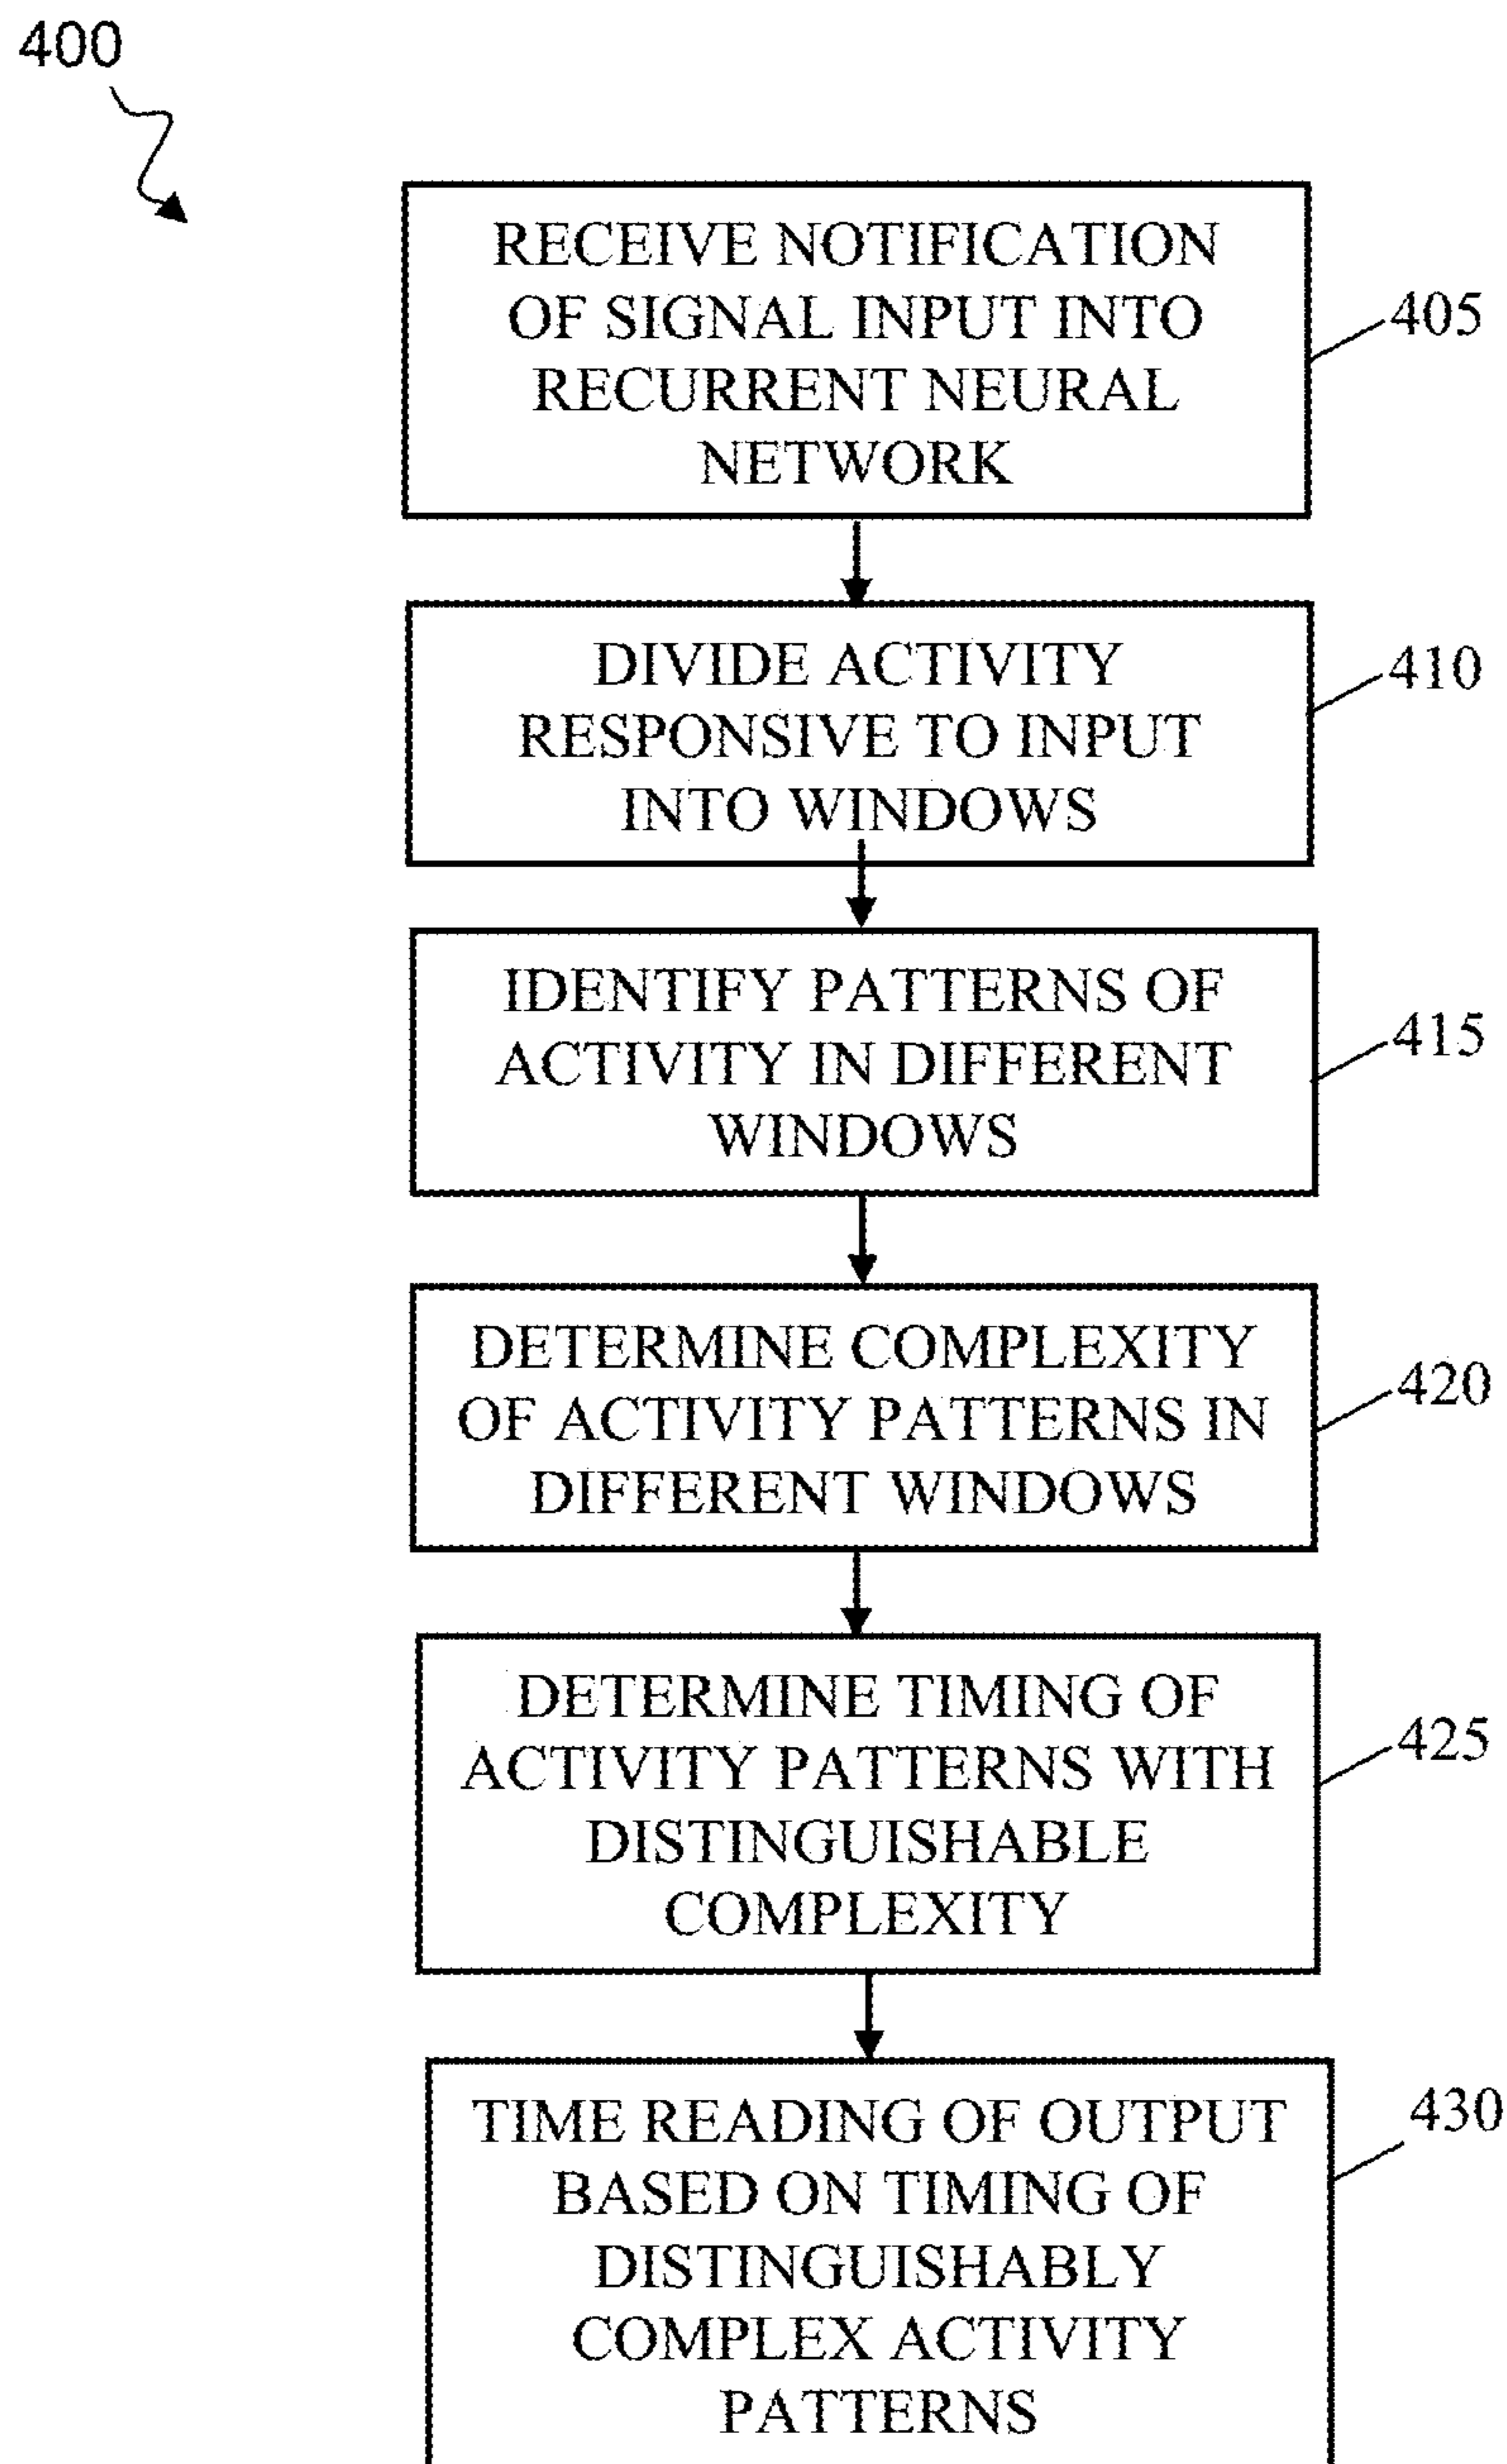 400
RECEIVE NOTIFICATION
OF SIGNAL INPUT INTO
RECURRENT NEURAL
NETWORK
405
DIVIDE ACTIVITY
RESPONSIVE TO INPUT
INTO WINDOWS
410
IDENTIFY PATTERNS OF
ACTIVITY IN DIFFERENT
WINDOWS
415
DETERMINE COMPLEXITY
OF ACTIVITY PATTERNS IN
DIFFERENT WINDOWS
420
DETERMINE TIMING OF
ACTIVITY PATTERNS WITH
DISTINGUISHABLE
COMPLEXITY
425
TIME READING OF OUTPUT
BASED ON TIMING OF
DISTINGUISHABLY
COMPLEX ACTIVITY
PATTERNS
430